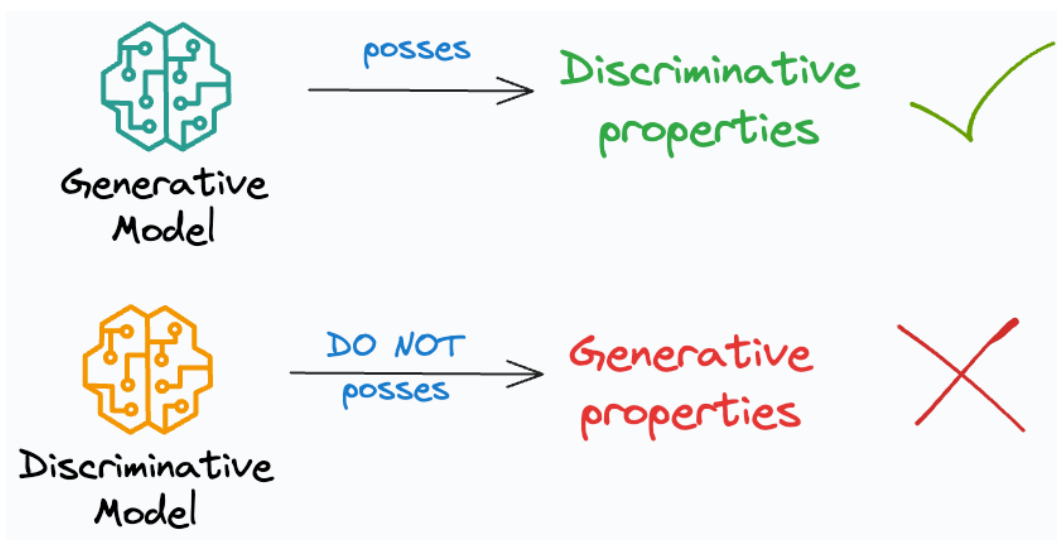 posses
Discriminative
properties
Generative
Model
DO NOT
posses
Generative
properties
Discriminative
Model